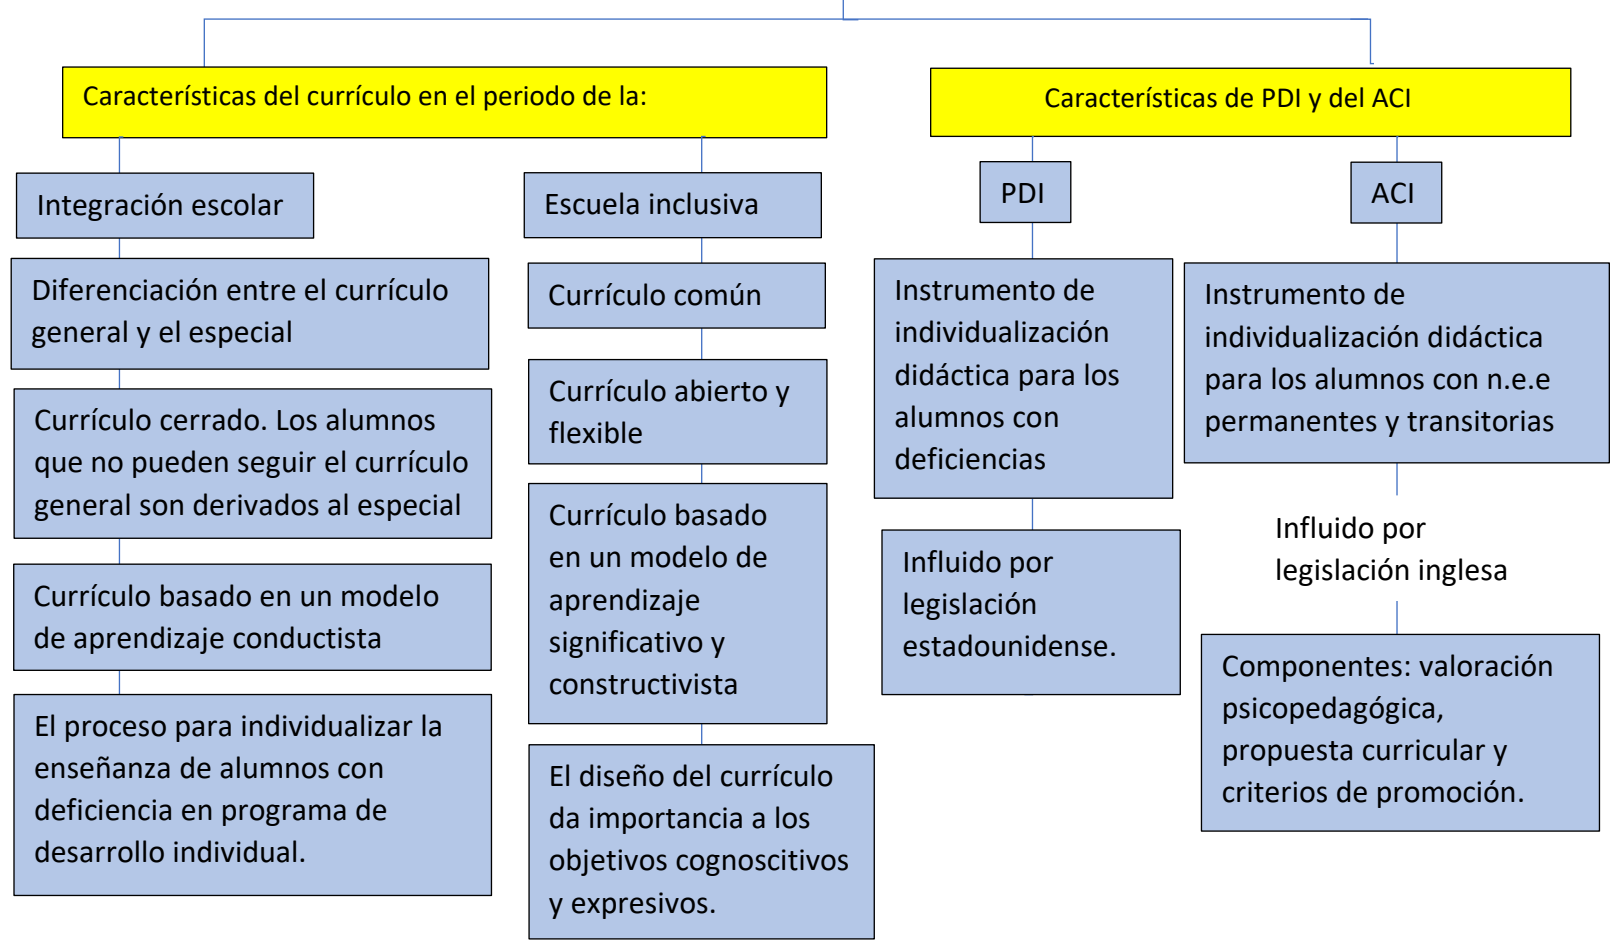 Características del currículo en el periodo de la:
Integración escolar
Diferenciación entre el currículo
general y el especial
Currículo cerrado. Los alumnos
que no pueden seguir el currículo
general son derivados al especial
Currículo basado en un modelo
de aprendizaje conductista
El proceso para individualizar la
enseñanza de alumnos con
deficiencia en programa de
desarrollo individual.
Escuela inclusiva
Currículo común
Currículo abierto y
flexible
Currículo basado
en un modelo de
aprendizaje
significativo y
constructivista
El diseño del currículo
da importancia a los
objetivos cognoscitivos
y expresivos.
Características de PDI y del ACI
PDI
Instrumento de
individualización
didáctica para los
alumnos con
deficiencias
Influido por
legislación
estadounidense.
ACI
Instrumento de
individualización didáctica
para los alumnos con n.e.e
permanentes y transitorias
Influido por
legislación inglesa
Componentes: valoración
psicopedagógica,
propuesta curricular y
criterios de promoción.